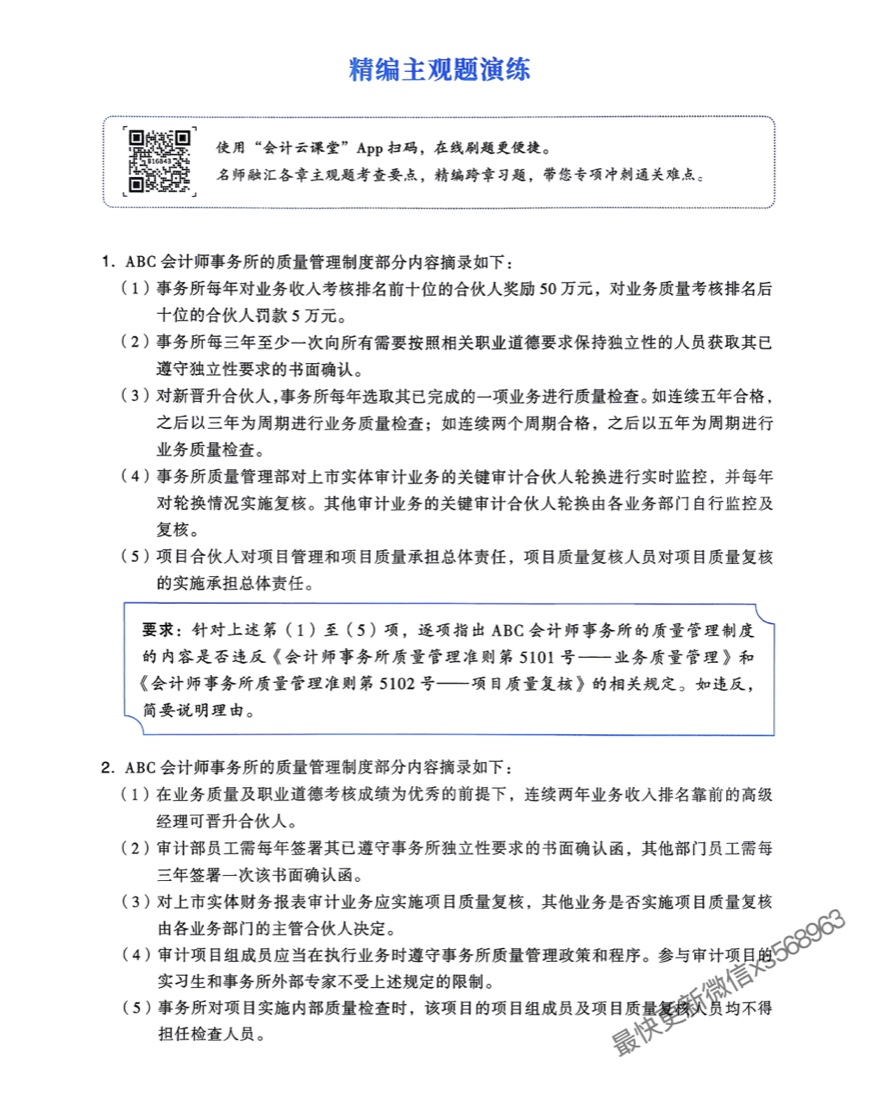 精编主观题演练
使用“会计云课堂”App 扫码，在线刷题更便捷。
名师融汇各章主观题考查要点，精编跨章习题，带您专项冲刺通关难点。
816843
1. ABC 会计师事务所的质量管理制度部分内容摘录如下：
（1）事务所每年对业务收入考核排名前十位的合伙人奖励 50 万元，对业务质量考核排名后
十位的合伙人罚款 5 万元。
（2）事务所每三年至少一次向所有需要按照相关职业道德要求保持独立性的人员获取其已
遵守独立性要求的书面确认。
（3）对新晋升合伙人，事务所每年选取其已完成的一项业务进行质量检查。如连续五年合格，
之后以三年为周期进行业务质量检查；如连续两个周期合格，之后以五年为周期进行
业务质量检查。
（4）事务所质量管理部对上市实体审计业务的关键审计合伙人轮换进行实时监控，并每年
对轮换情况实施复核。其他审计业务的关键审计合伙人轮换由各业务部门自行监控及
复核。
（5）项目合伙人对项目管理和项目质量承担总体责任，项目质量复核人员对项目质量复核
的实施承担总体责任。
要求：针对上述第（1）至（5）项，逐项指出 ABC 会计师事务所的质量管理制度
的内容是否违反《会计师事务所质量管理准则第 5101 号——业务质量管理》和
《会计师事务所质量管理准则第 5102 号——项目质量复核》的相关规定。如违反，
简要说明理由。
2. ABC 会计师事务所的质量管理制度部分内容摘录如下：
（1）在业务质量及职业道德考核成绩为优秀的前提下，连续两年业务收入排名靠前的高级
经理可晋升合伙人。
（2）审计部员工需每年签署其已遵守事务所独立性要求的书面确认函，其他部门员工需每
三年签署一次该书面确认函。
（3）对上市实体财务报表审计业务应实施项目质量复核，其他业务是否实施项目质量复核
由各业务部门的主管合伙人决定。
（4）审计项目组成员应当在执行业务时遵守事务所质量管理政策和程序。参与审计项目的
实习生和事务所外部专家不受上述规定的限制。
（5）事务所对项目实施内部质量检查时，该项目的项目组成员及项目质量复核人员均不得
担任检查人员。
最快更新微信x3568963